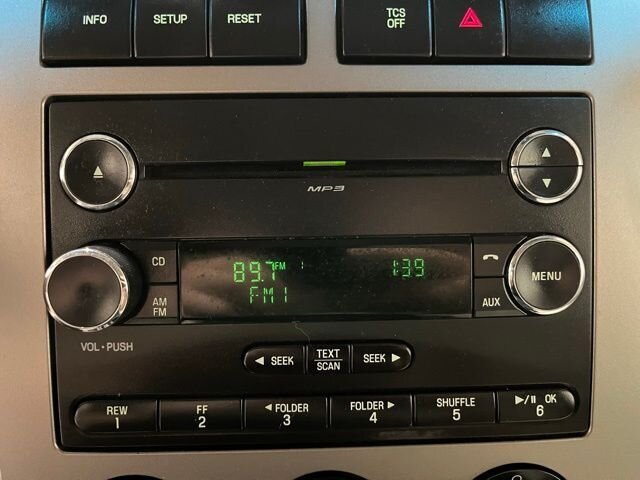 INFO SETUP RESET TCS OFF
MP3
CD
89.7 FM 1:39
FM1
AM FM
MENU
AUX
VOL • PUSH
◄ SEEK TEXT SCAN SEEK ►
REW FF ◄ FOLDER FOLDER ► SHUFFLE ►/II OK
1 2 3 4 5 6